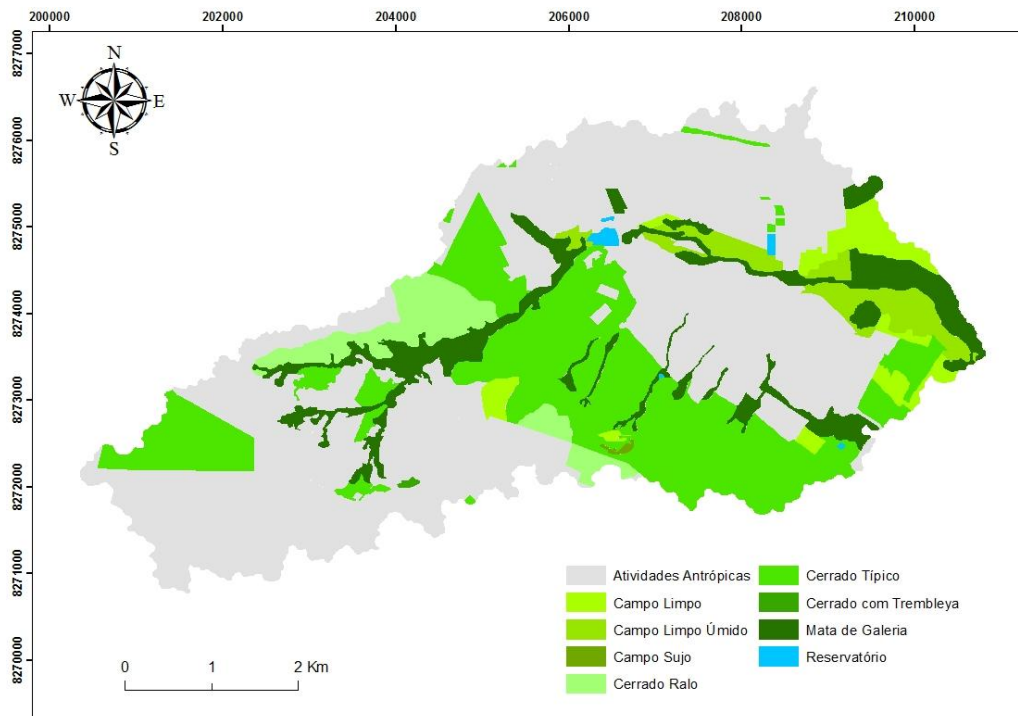 200000 202000 204000 206000 208000 210000
8277000
8276000
8275000
8274000
8273000
8272000
8271000
8270000
N
W E
S
Atividades Antrópicas
Campo Limpo
Campo Limpo Úmido
Campo Sujo
Cerrado Ralo
Cerrado Típico
Cerrado com Trembleya
Mata de Galeria
Reservatório
0 1 2 Km